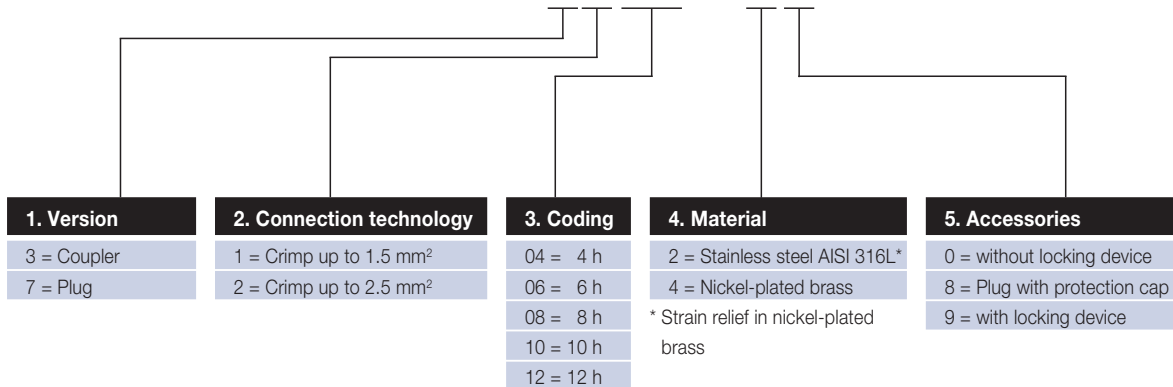 1. Version
3 = Coupler
7 = Plug
2. Connection technology
1 = Crimp up to 1.5 mm²
2 = Crimp up to 2.5 mm²
3. Coding
04 = 4 h
06 = 6 h
08 = 8 h
10 = 10 h
12 = 12 h
4. Material
2 = Stainless steel AISI 316L*
4 = Nickel-plated brass
* Strain relief in nickel-plated
brass
5. Accessories
0 = without locking device
8 = Plug with protection cap
9 = with locking device